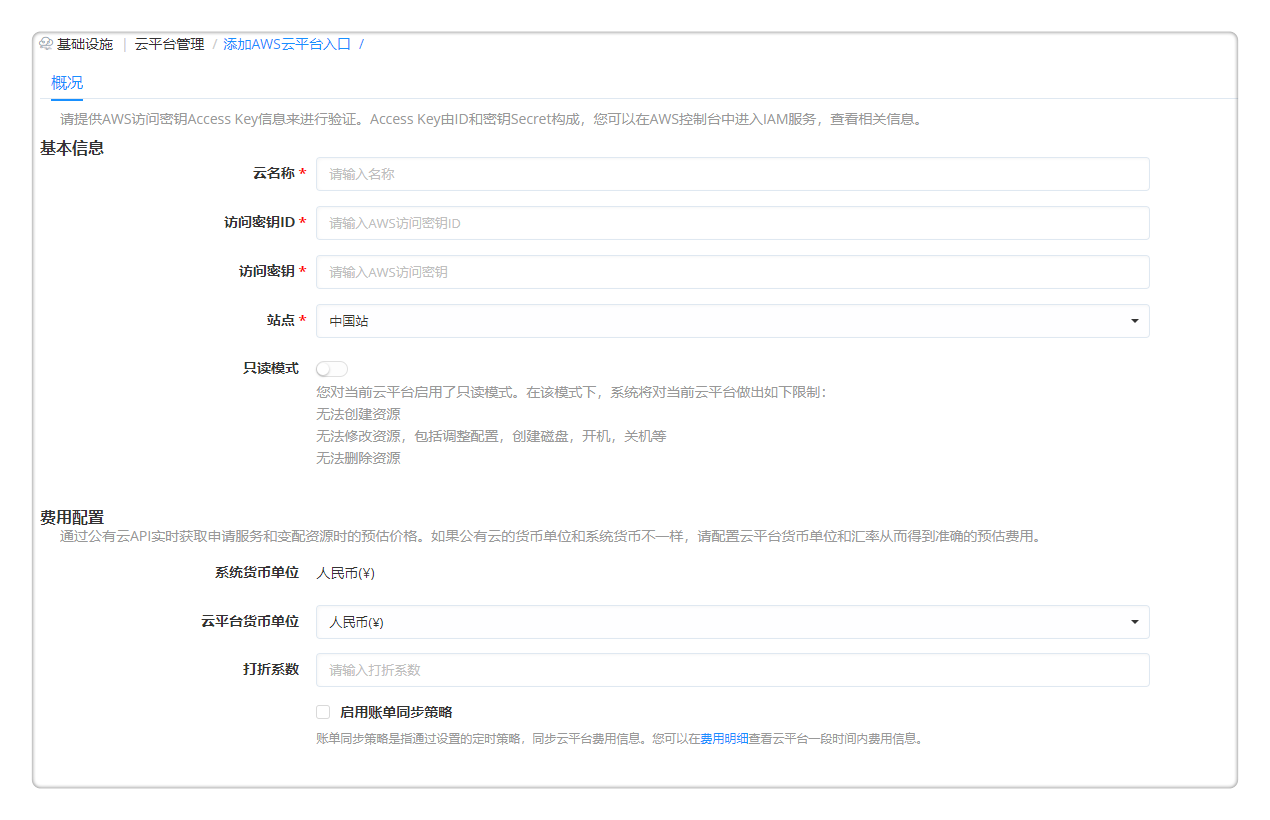 基础设施 | 云平台管理 / 添加AWS云平台入口 /
概况
请提供AWS访问密钥Access Key信息来进行验证。Access Key由ID和密钥Secret构成，您可以在AWS控制台中进入IAM服务，查看相关信息。
基本信息
云名称 * 请输入名称
访问密钥ID * 请输入AWS访问密钥ID
访问密钥 * 请输入AWS访问密钥
站点 * 中国站
只读模式
您对当前云平台启用了只读模式。在该模式下，系统将对当前云平台做出如下限制：
无法创建资源
无法修改资源，包括调整配置，创建磁盘，开机，关机等
无法删除资源
费用配置
通过公有云API实时获取申请服务和变配资源时的预估价格。如果公有云的货币单位和系统货币不一样，请配置云平台货币单位和汇率从而得到准确的预估费用。
系统货币单位 人民币(¥)
云平台货币单位 人民币(¥)
打折系数 请输入打折系数
启用账单同步策略
账单同步策略是指通过设置的定时策略，同步云平台费用信息。您可以在费用明细查看云平台一段时间内费用信息。